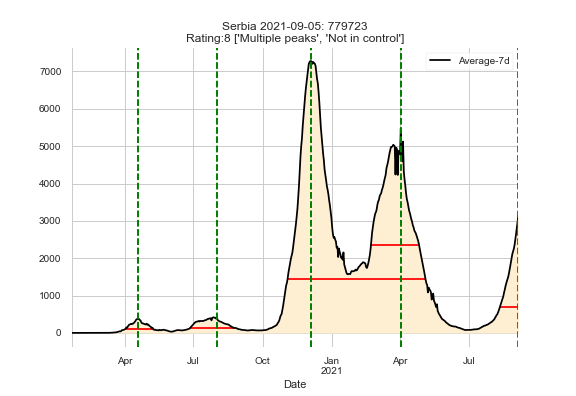 Serbia 2021-09-05: 779723
Rating:8 ['Multiple peaks', 'Not in control']
Average-7d
7000
6000
5000
4000
3000
2000
1000
0
Apr Jul Oct Jan Apr Jul
2021
Date